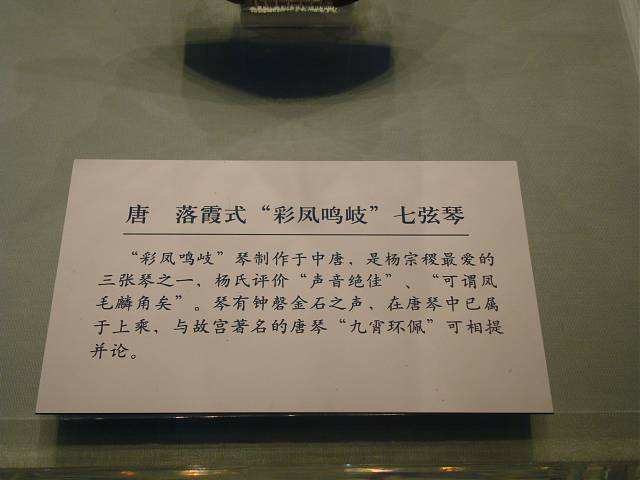 唐　落霞式“彩凤鸣岐”七弦琴
“彩凤鸣岐”琴制作于中唐，是杨宗稷最爱的
三张琴之一，杨氏评价“声音绝佳”、“可谓凤
毛麟角矣”。琴有钟磬金石之声，在唐琴中已属
于上乘，与故宫著名的唐琴“九霄环佩”可相提
并论。